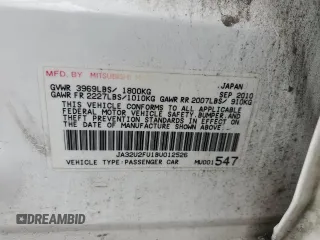 MFD. BY MITSUBISHI
JAPAN
GVWR 3969LBS/ 1800KG SEP 2010
GAWR FR 2227LBS/1010KG GAWR RR 2007LBS/ 910KG
THIS VEHICLE CONFORMS TO ALL APPLICABLE
FEDERAL MOTOR VEHICLE SAFETY, BUMPER, AND
THEFT PREVENTION STANDARDS IN EFFECT ON
THE DATE OF MANUFACTURE SHOWN ABOVE.
JA32U2FU1BU012526
VEHICLE TYPE:PASSENGER CAR MU001547
© AUTOBIDMASTER